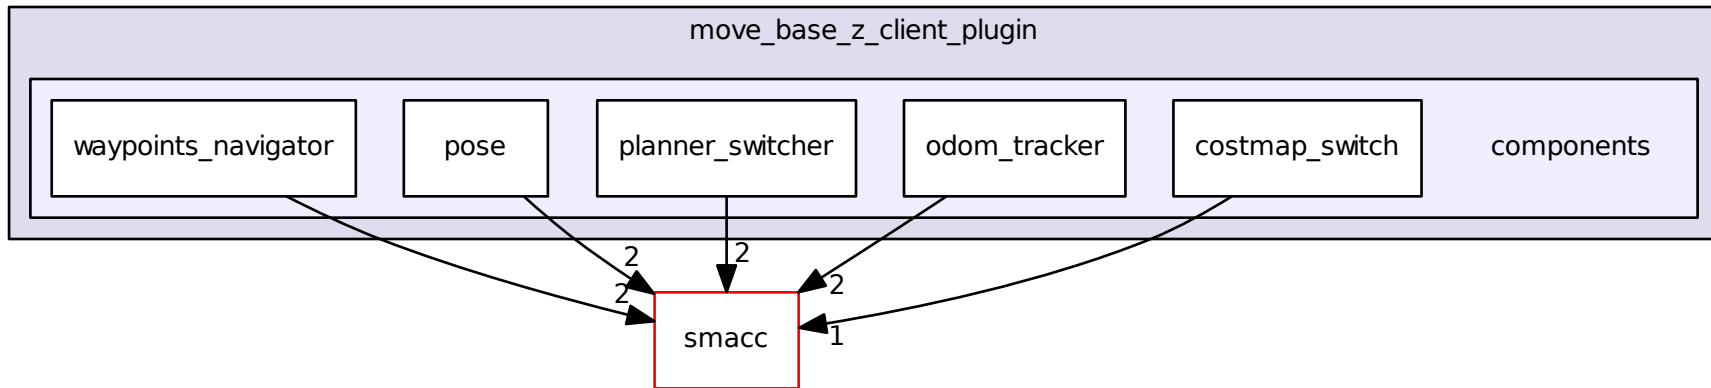 move_base_z_client_plugin
waypoints_navigator
pose
planner_switcher
odom_tracker
costmap_switch
components
2
2
2
2
1
smacc